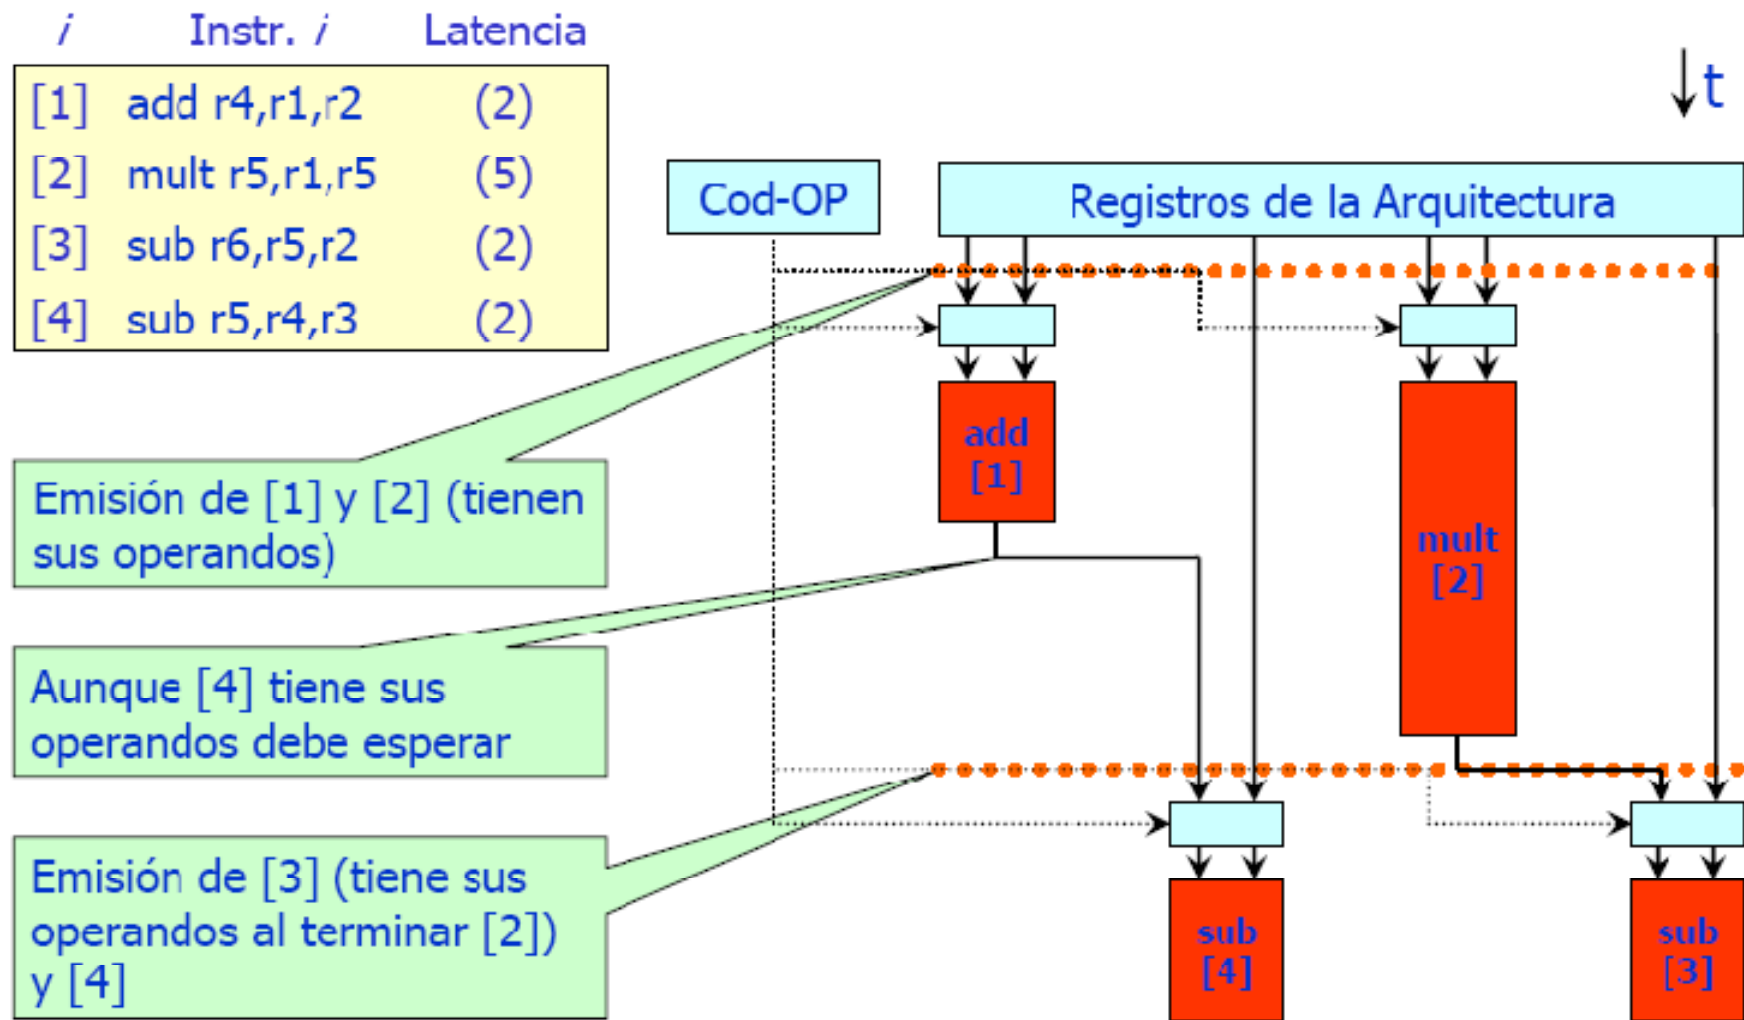 i Instr. i Latencia
[1] add r4,r1,r2 (2)
[2] mult r5,r1,r5 (5)
[3] sub r6,r5,r2 (2)
[4] sub r5,r4,r3 (2)
t
Cod-OP
Registros de la Arquitectura
add
[1]
mult
[2]
Emisión de [1] y [2] (tienen
sus operandos)
Aunque [4] tiene sus
operandos debe esperar
Emisión de [3] (tiene sus
operandos al terminar [2])
y [4]
sub
[4]
sub
[3]